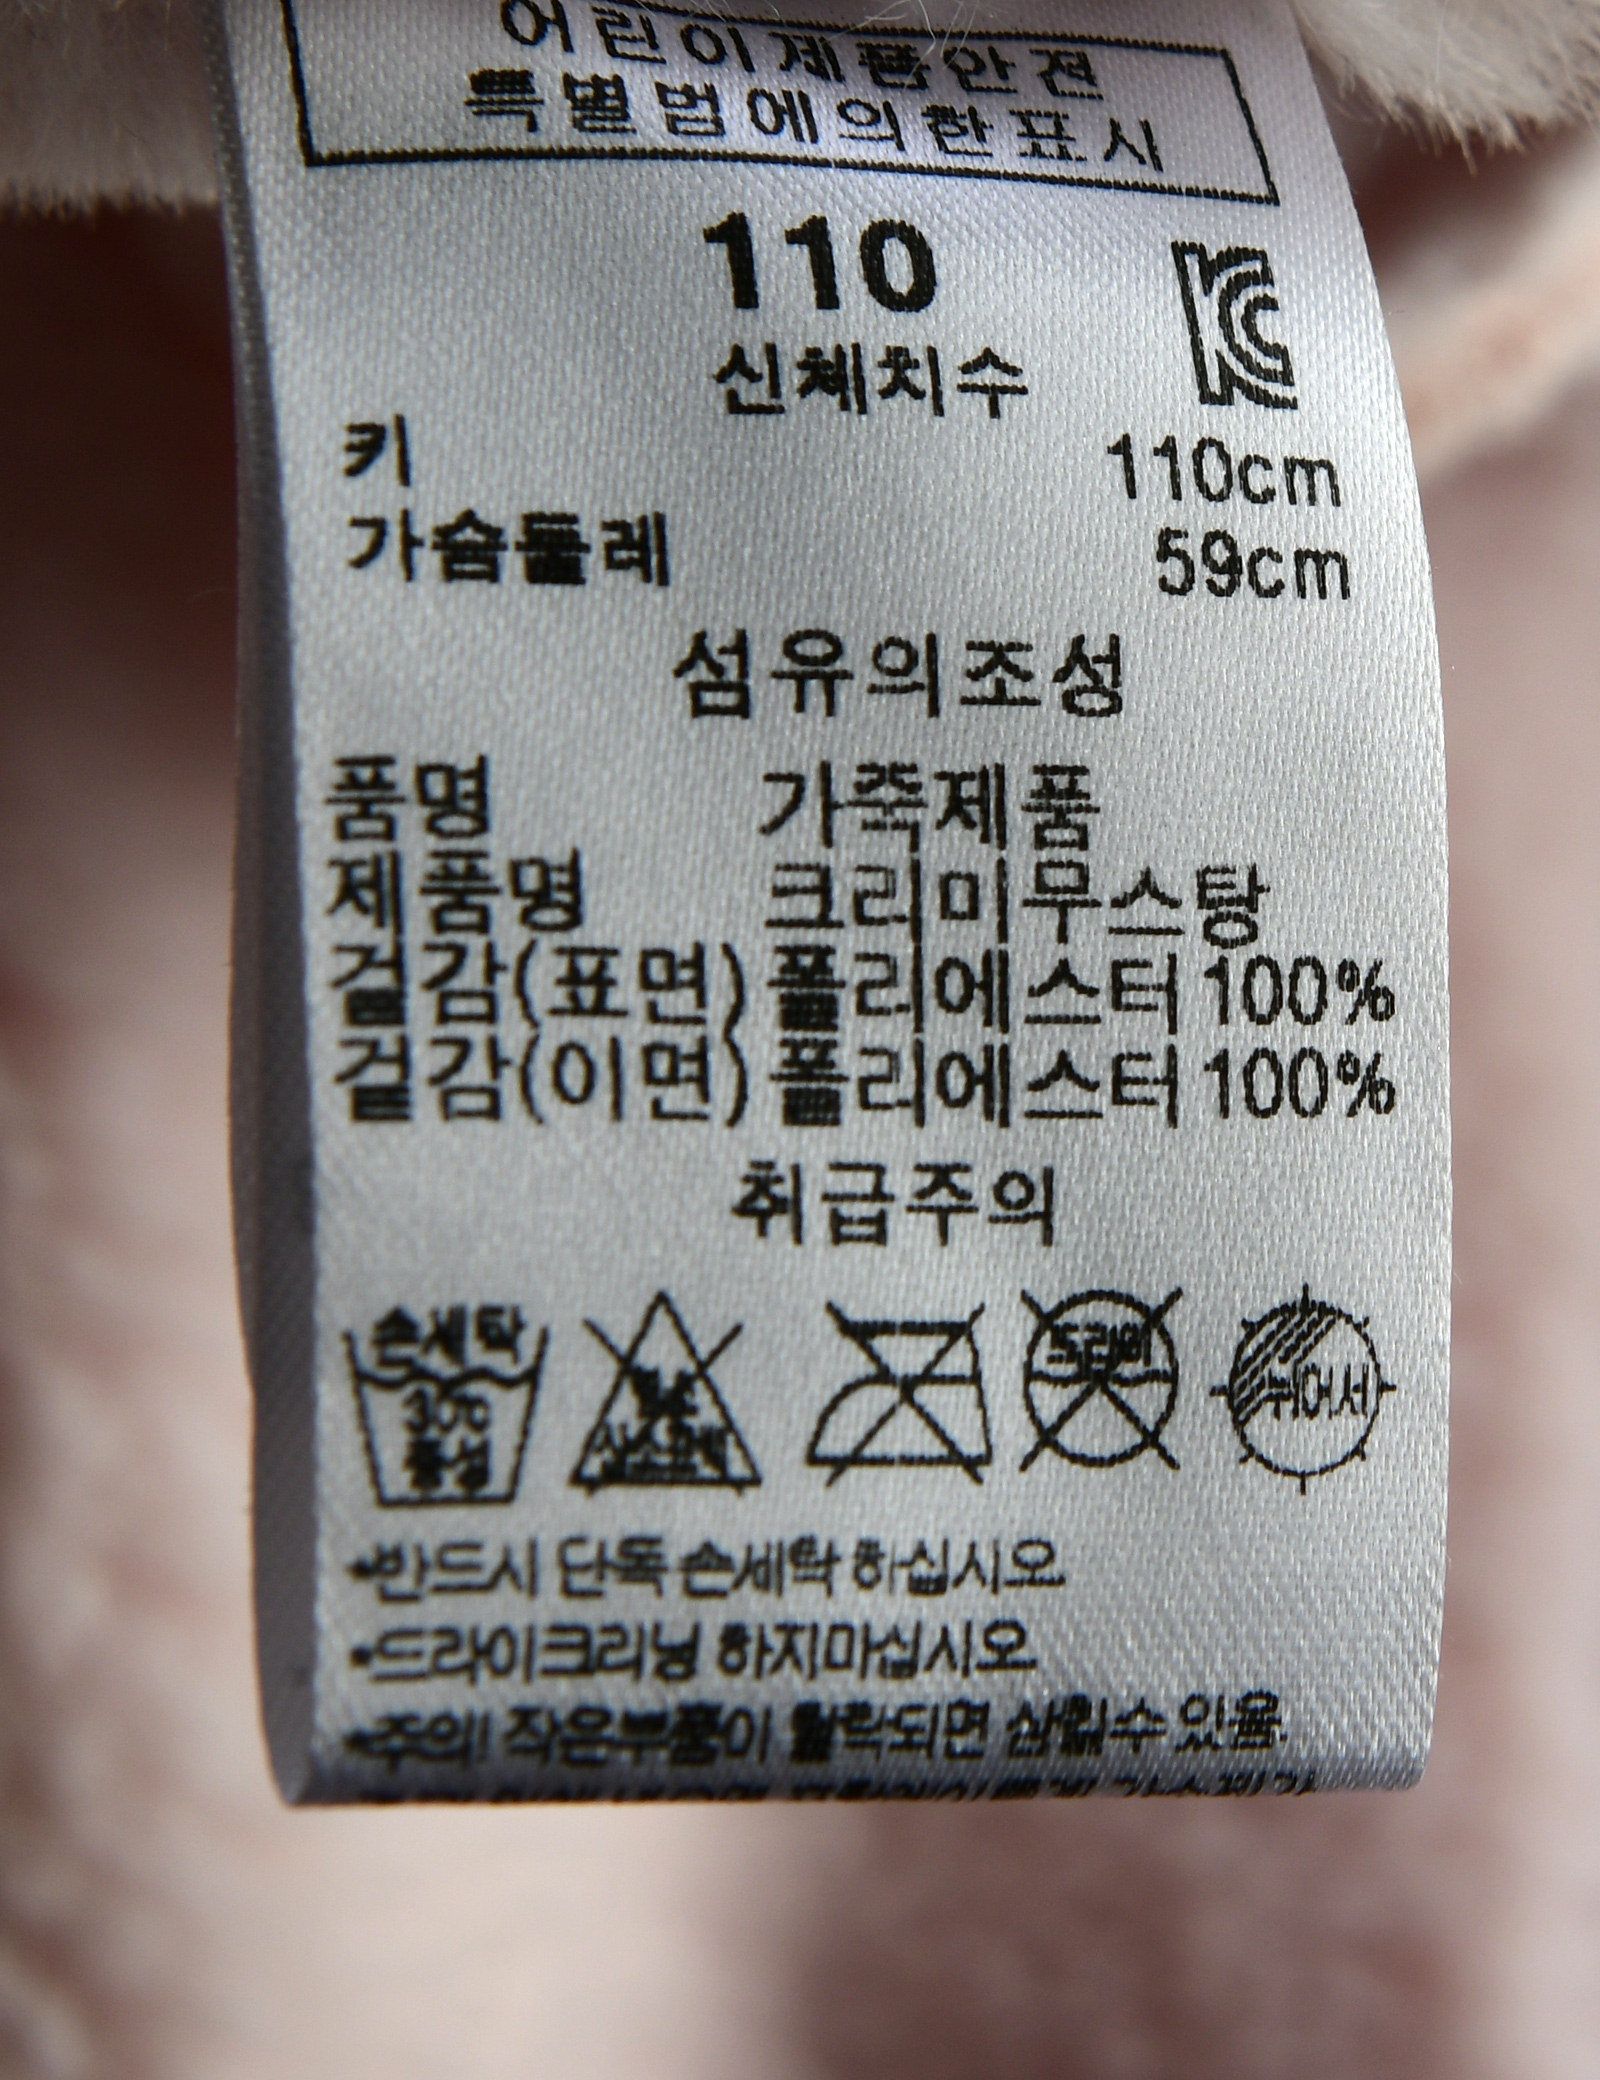 어린이제품안전
특별법에의한표시
110
신체치수
키 110cm
가슴둘레 59cm
섬유의조성
품명 가죽제품
제품명 크리미무스탕
겉감(표면) 폴리에스터 100%
겉감(이면) 폴리에스터 100%
취급주의
손세탁
30℃
중성
드라이
뉘어서
•반드시 단독 손세탁 하십시오.
•드라이크리닝 하지마십시오.
•주의! 작은부품이 탈락되면 삼킬수 있음.